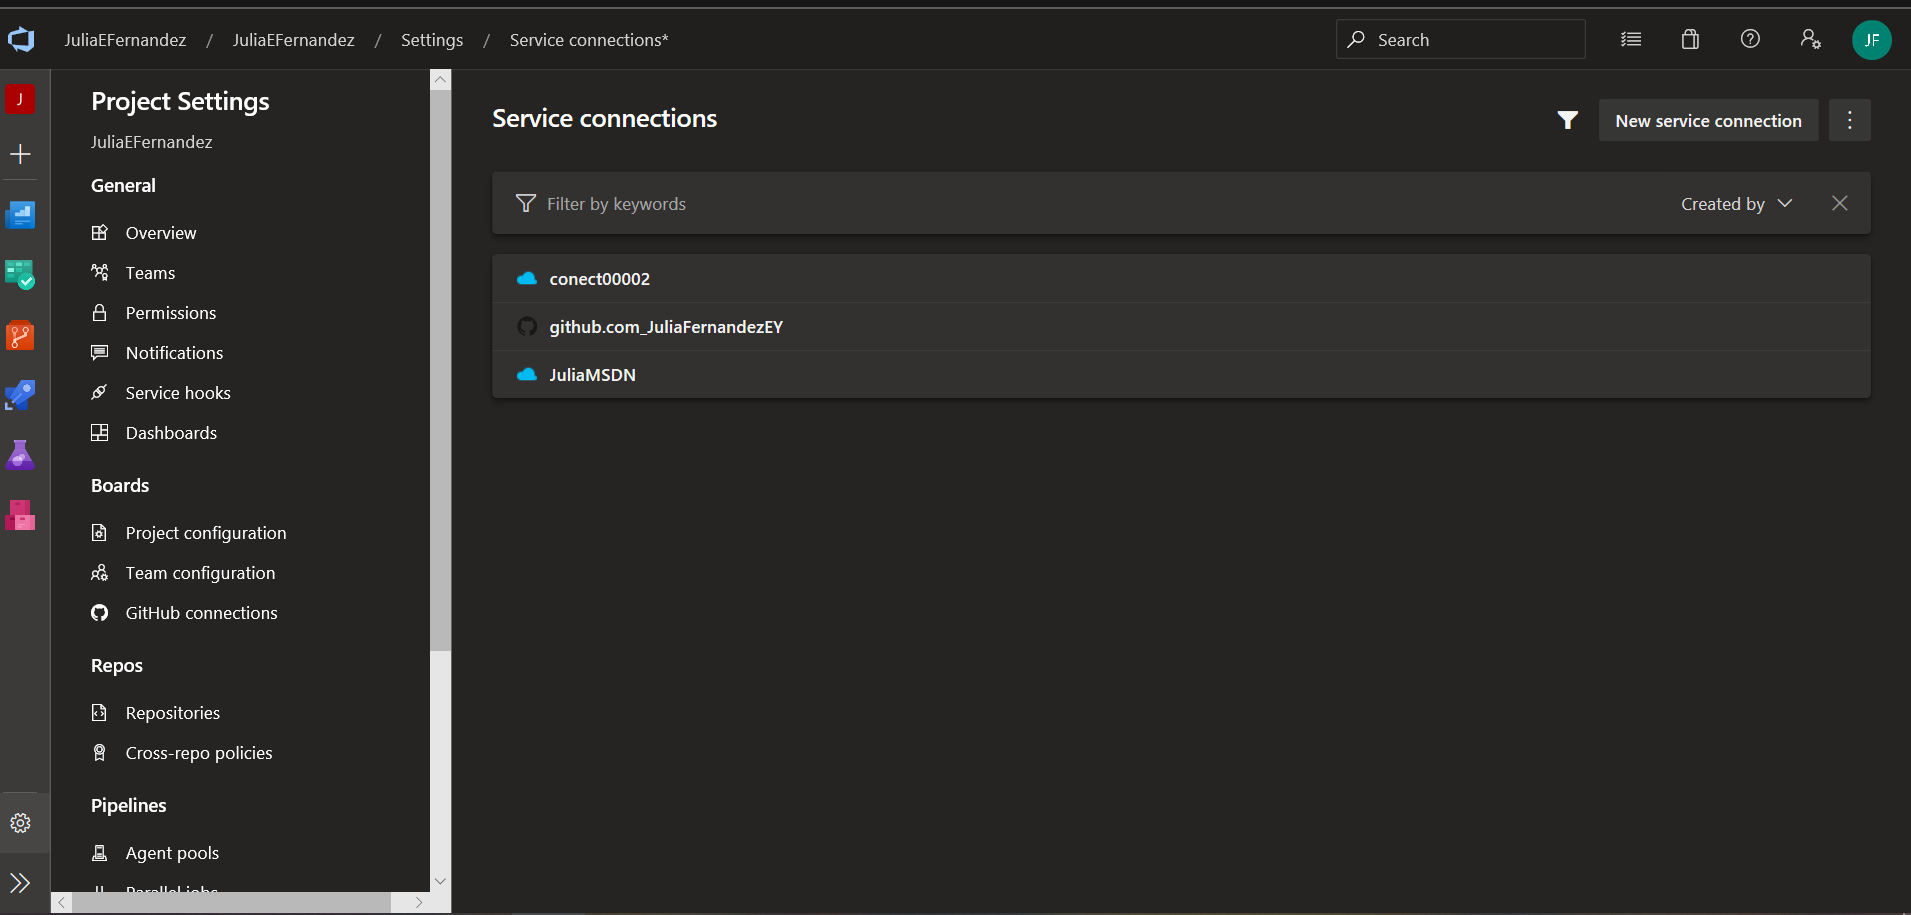 JuliaEFernandez / JuliaEFernandez / Settings / Service connections*
Search
JF
J
Project Settings
JuliaEFernandez
General
Overview
Teams
Permissions
Notifications
Service hooks
Dashboards
Boards
Project configuration
Team configuration
GitHub connections
Repos
Repositories
Cross-repo policies
Pipelines
Agent pools
Parallel jobs
Service connections
New service connection
Filter by keywords
Created by
conect00002
github.com_JuliaFernandezEY
JuliaMSDN